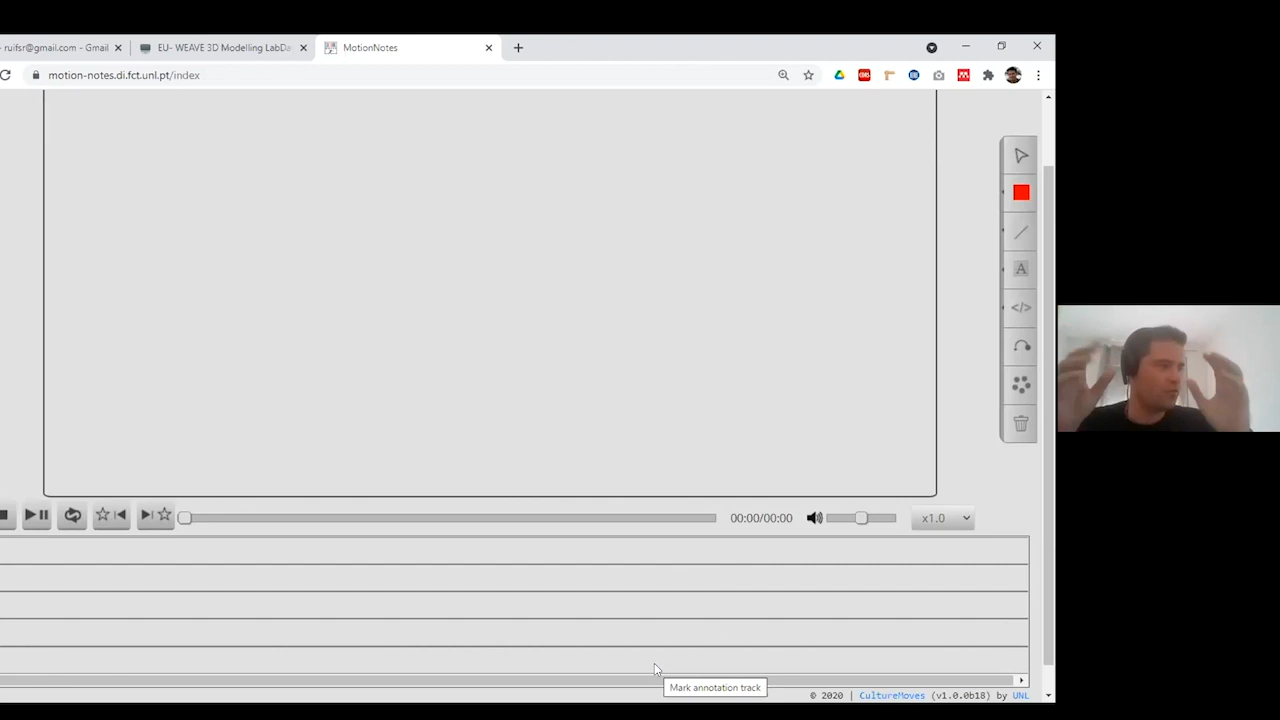 - ruifsr@gmail.com - Gmail
EU- WEAVE 3D Modelling LabDa
MotionNotes
motion-notes.di.fct.unl.pt/index
A
</>
00:00/00:00
x1.0
Mark annotation track
© 2020 | CultureMoves (v1.0.0b18) by UNL